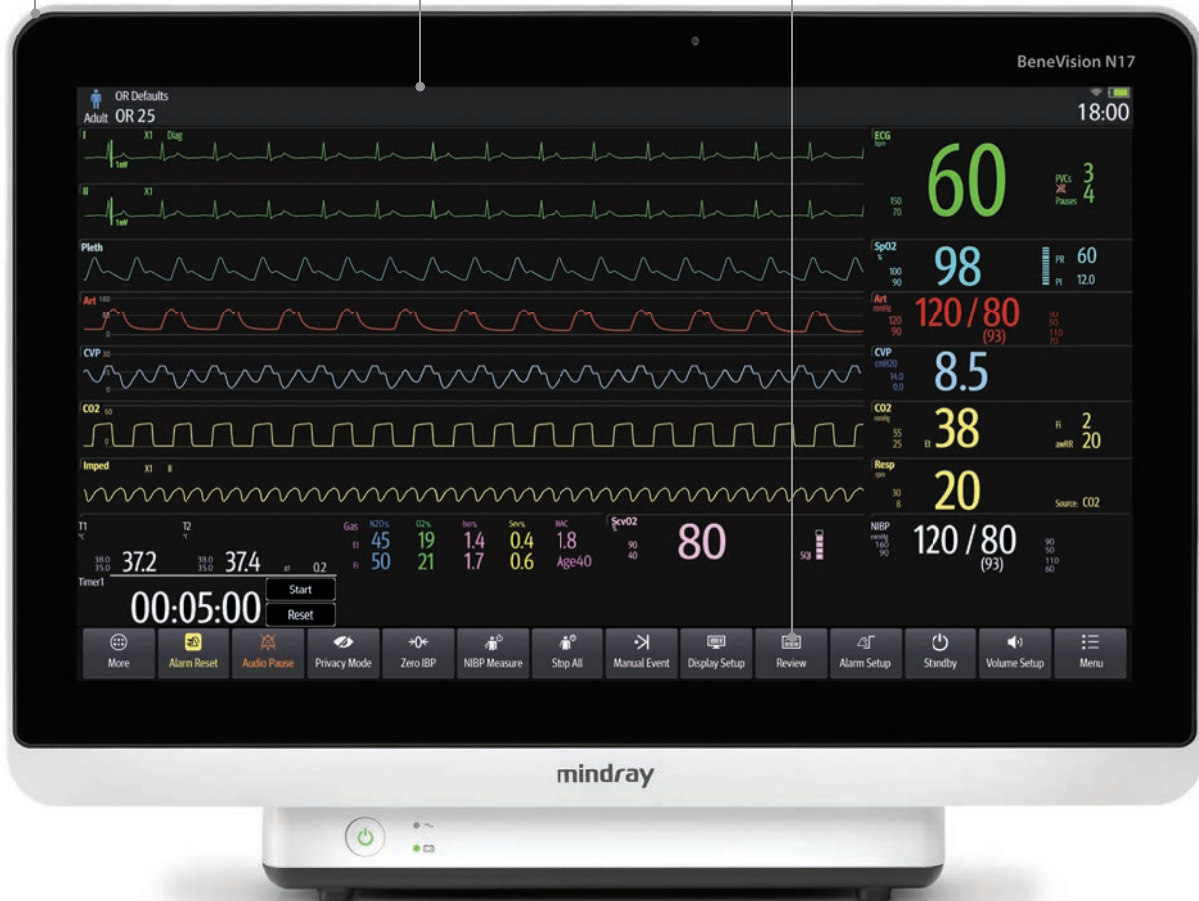 BeneVision N17
OR Defaults
Adult OR 25
18:00
I X1 Diag
1mV
ECG
bpm
60
150
70
PVCs 3
Pauses 4
II X1
1mV
Pleth
SpO2
%
100
90
98
PR 60
PI 12.0
Art 160
0
Art
mmHg
120
90
120 / 80
(93)
90
50
110
70
CVP 30
0
CVP
cmH2O
14.0
0.0
8.5
CO2 50
0
CO2
mmHg
55
25
Et 38
Fi 2
awRR 20
Imped X1 II
Resp
rpm
30
8
20
Source: CO2
T1
°C
38.0
35.0
37.2
T2
°C
38.0
35.0
37.4
ΔT 0.2
Gas N2O% O2% Iso% Sev% MAC
Et 45 19 1.4 0.4 1.8
Fi 50 21 1.7 0.6 Age40
ScvO2
%
90
40
80
SQI
NIBP
mmHg
160
90
120 / 80
(93)
90
50
110
60
Timer1
00:05:00
Start
Reset
More
Alarm Reset
Audio Pause
Privacy Mode
Zero IBP
NIBP Measure
Stop All
Manual Event
Display Setup
Review
Alarm Setup
Standby
Volume Setup
Menu
mindray